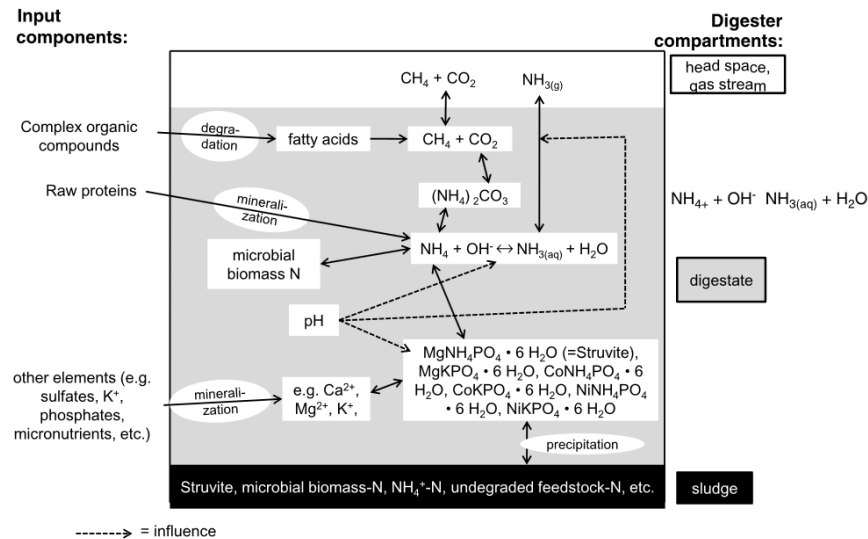 Input
components:
Digester
compartments:
head space,
gas stream
CH₄ + CO₂
NH₃₍g₎
Complex organic
compounds
degra-
dation
fatty acids
CH₄ + CO₂
Raw proteins
minerali-
zation
(NH₄) ₂CO₃
NH₄₊ + OH⁻ NH₃₍aq₎ + H₂O
microbial
biomass N
NH₄ + OH⁻ ↔ NH₃₍aq₎ + H₂O
digestate
pH
other elements (e.g.
sulfates, K⁺,
phosphates,
micronutrients, etc.)
minerali-
zation
e.g. Ca²⁺,
Mg²⁺, K⁺,
MgNH₄PO₄ • 6 H₂O (=Struvite),
MgKPO₄ • 6 H₂O, CoNH₄PO₄ • 6
H₂O, CoKPO₄ • 6 H₂O, NiNH₄PO₄
• 6 H₂O, NiKPO₄ • 6 H₂O
precipitation
Struvite, microbial biomass-N, NH₄⁺-N, undegraded feedstock-N, etc.
sludge
= influence